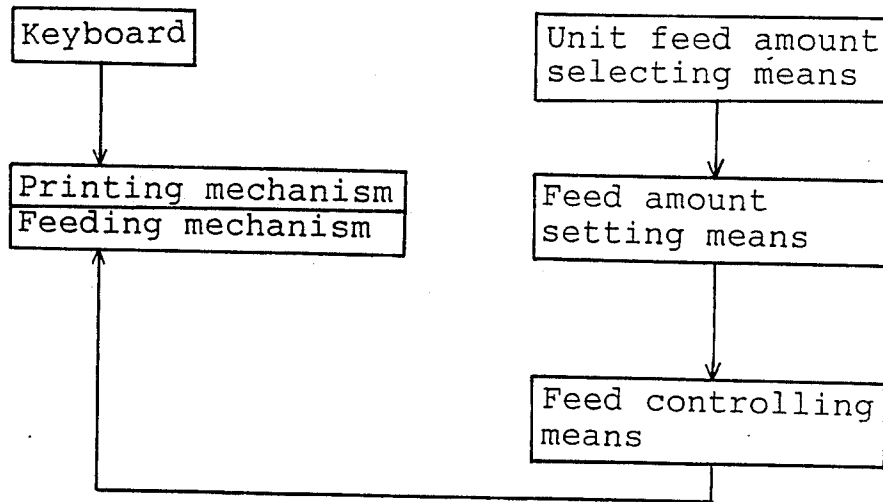 Keyboard
Printing mechanism
Feeding mechanism
Unit feed amount
selecting means
Feed amount
setting means
Feed controlling
means